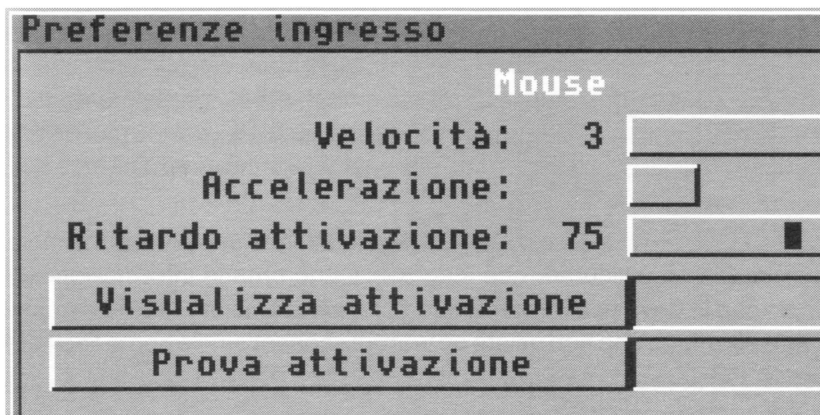 Preferenze ingresso
Mouse
Velocità: 3
Accelerazione:
Ritardo attivazione: 75
Visualizza attivazione
Prova attivazione